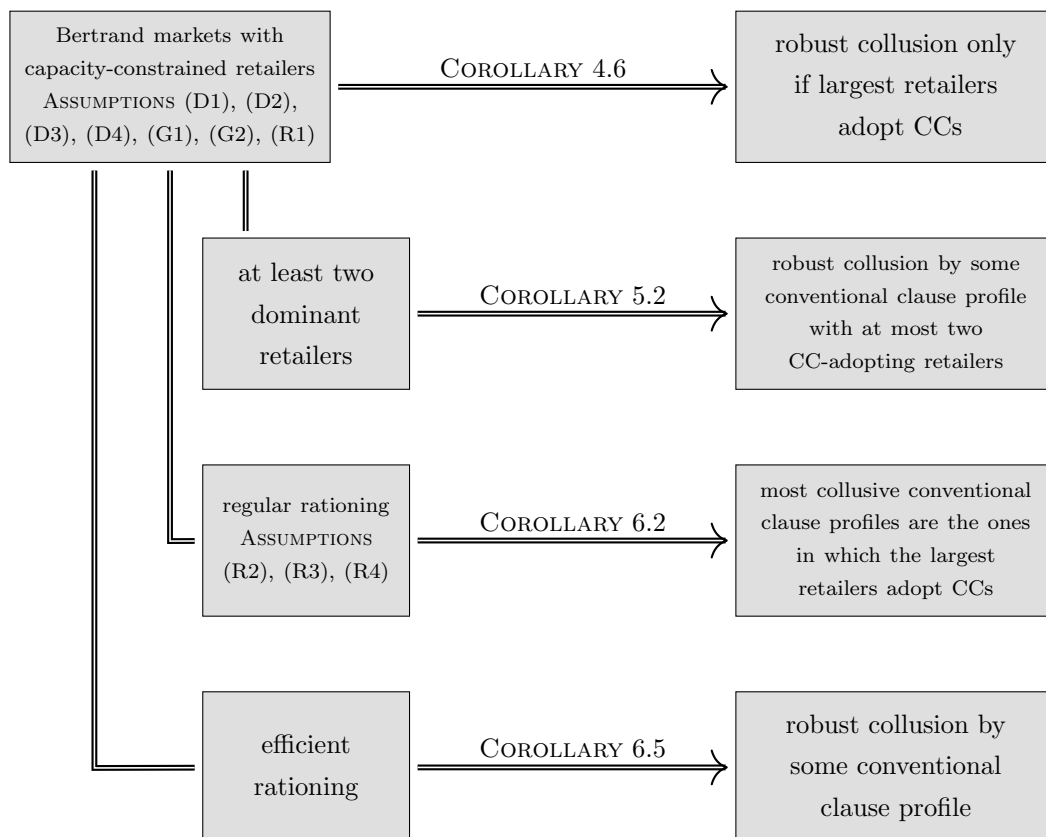 Bertrand markets with
capacity-constrained retailers
ASSUMPTIONS (D1), (D2),
(D3), (D4), (G1), (G2), (R1)
COROLLARY 4.6
robust collusion only
if largest retailers
adopt CCs
at least two
dominant
retailers
COROLLARY 5.2
robust collusion by some
conventional clause profile
with at most two
CC-adopting retailers
regular rationing
ASSUMPTIONS
(R2), (R3), (R4)
COROLLARY 6.2
most collusive conventional
clause profiles are the ones
in which the largest
retailers adopt CCs
efficient
rationing
COROLLARY 6.5
robust collusion by
some conventional
clause profile